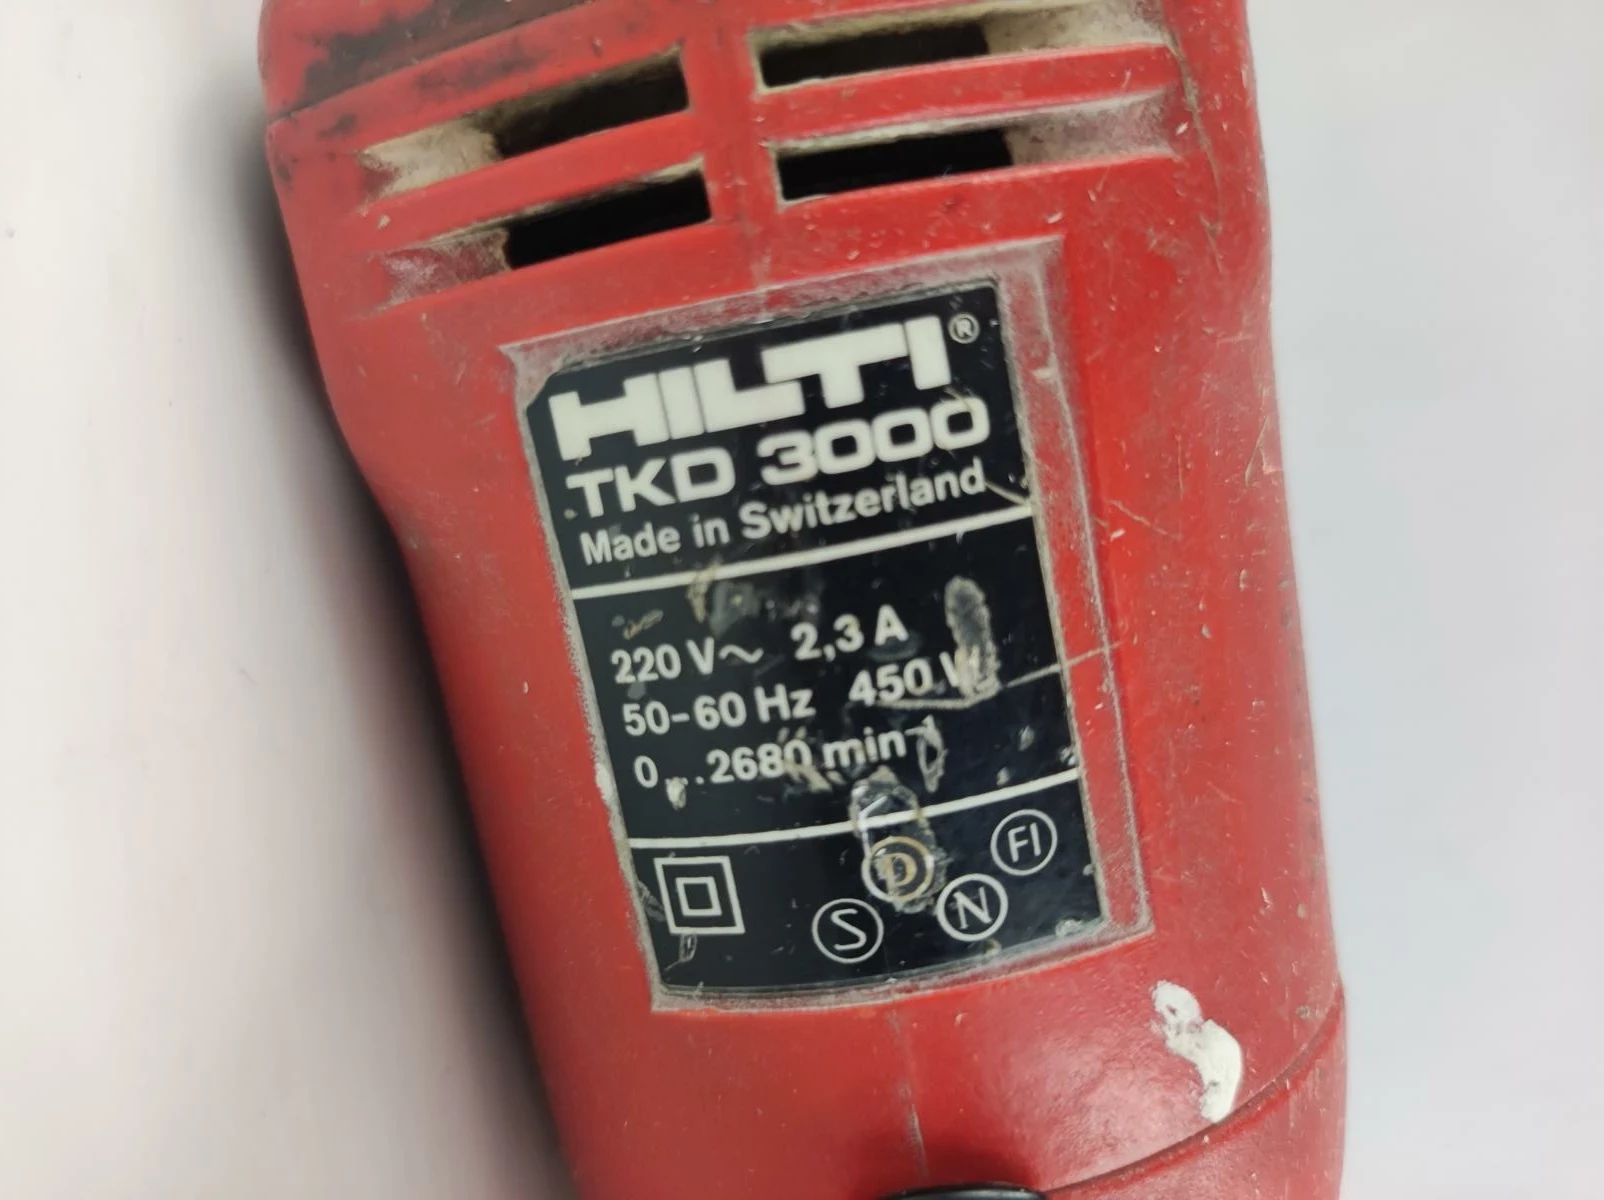 HILTI®
TKD 3000
Made in Switzerland
220 V~ 2,3 A
50-60 Hz 450 W
0...2680 min⁻¹
D FI
S N